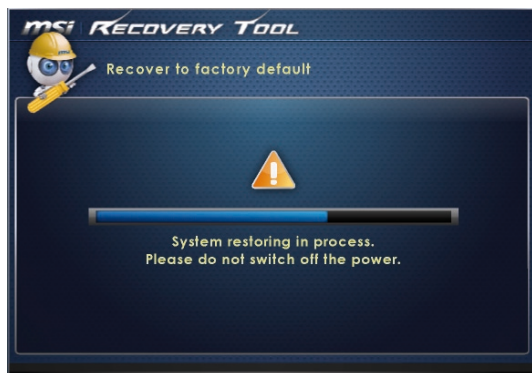 msi RECOVERY TOOL
Recover to factory default
System restoring in process.
Please do not switch off the power.